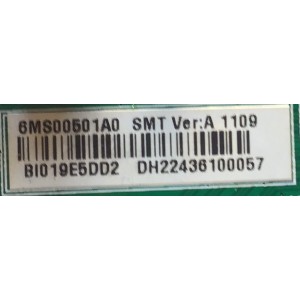 6MS00501A0 SMT Ver:A 1109
BI019E5DD2 DH22436100057